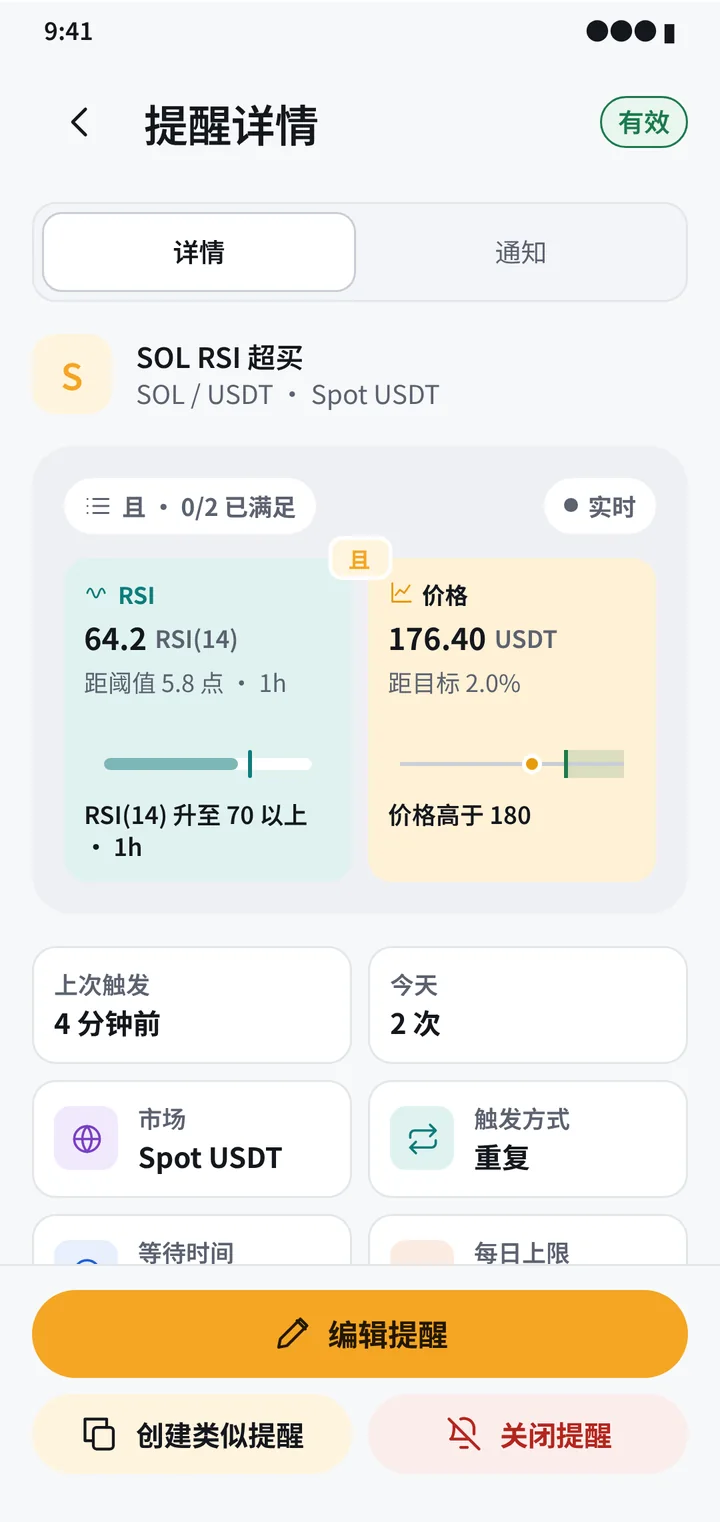 9:41
提醒详情
有效
详情
通知
S
SOL RSI 超买
SOL / USDT • Spot USDT
且 • 0/2 已满足
实时
且
RSI
64.2 RSI(14)
距阈值 5.8 点 • 1h
RSI(14) 升至 70 以上
• 1h
价格
176.40 USDT
距目标 2.0%
价格高于 180
上次触发
4 分钟前
今天
2 次
市场
Spot USDT
触发方式
重复
等待时间
每日上限
编辑提醒
创建类似提醒
关闭提醒